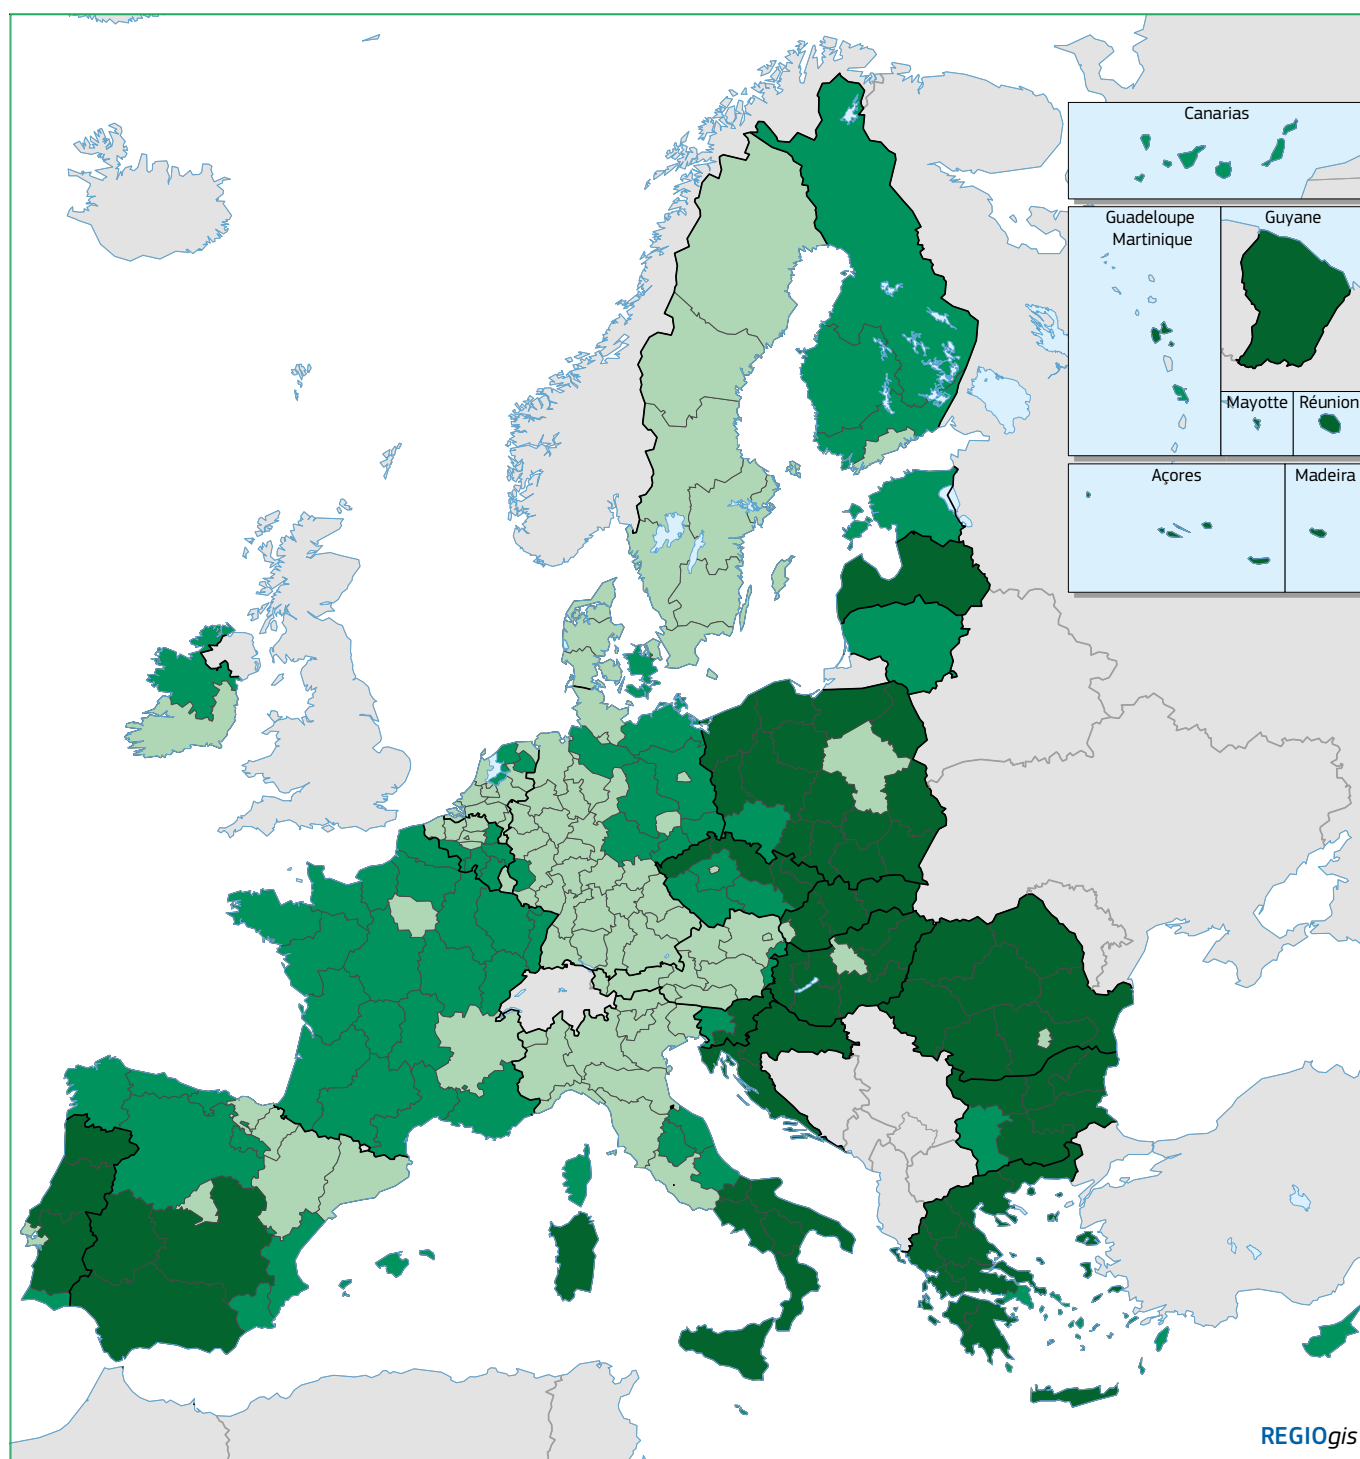 Canarias
Guadeloupe
Martinique
Guyane
Mayotte
Réunion
Açores
Madeira
REGIOgis